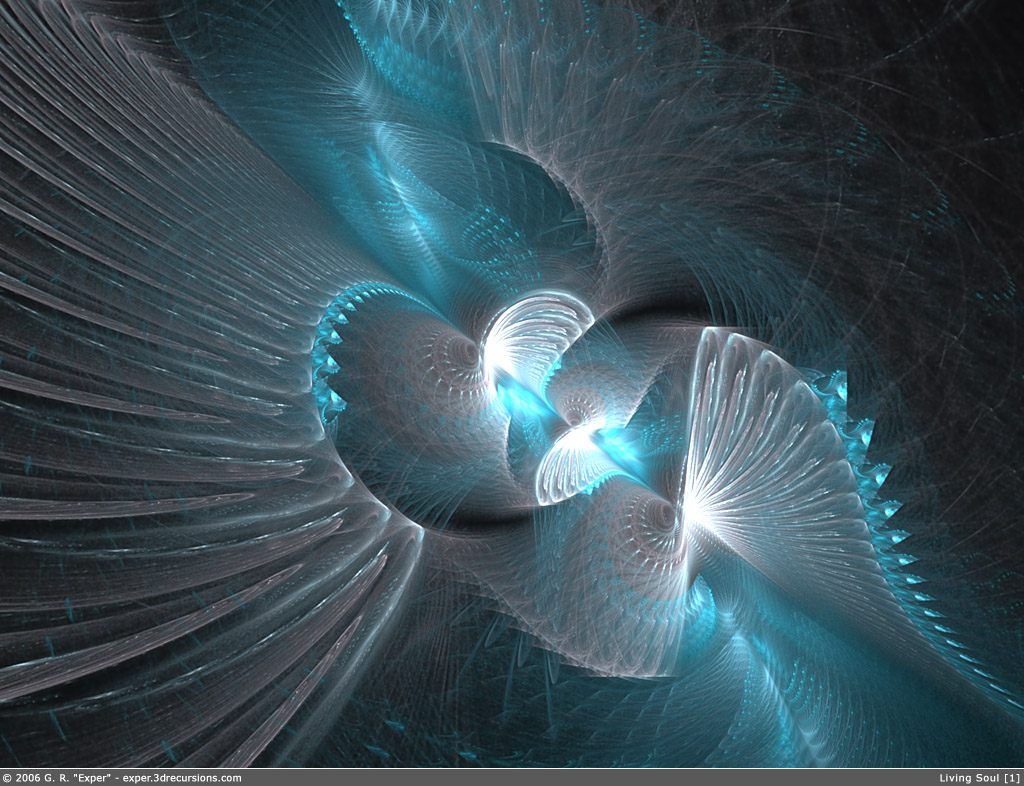 © 2006 G. R. "Exper" - exper.3drecursions.com
Living Soul [1]